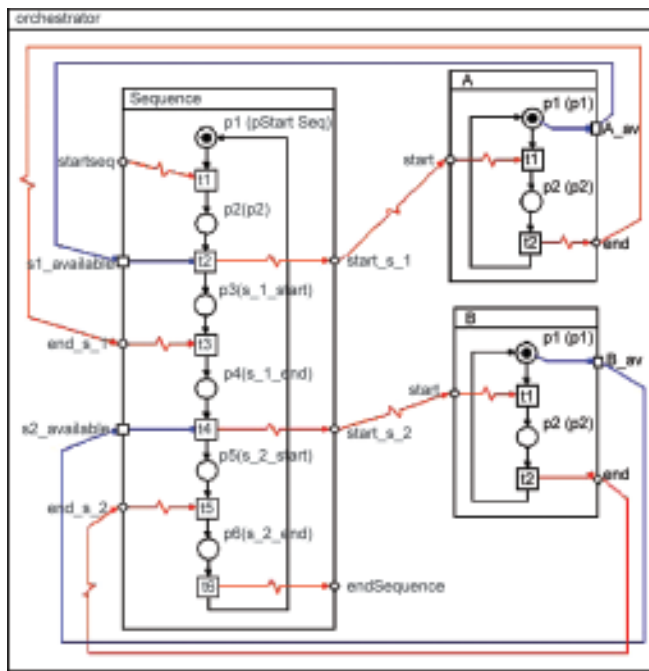 orchestrator
Sequence
p1 (pStart Seq)
startseq
t1
p2(p2)
s1_available
t2
start_s_1
p3(s_1_start)
end_s_1
t3
p4(s_1_end)
s2_available
t4
start_s_2
p5(s_2_start)
end_s_2
t5
p6(s_2_end)
t6
endSequence
A
p1 (p1)
A_av
start
t1
p2 (p2)
t2
end
B
p1 (p1)
B_av
start
t1
p2 (p2)
t2
end